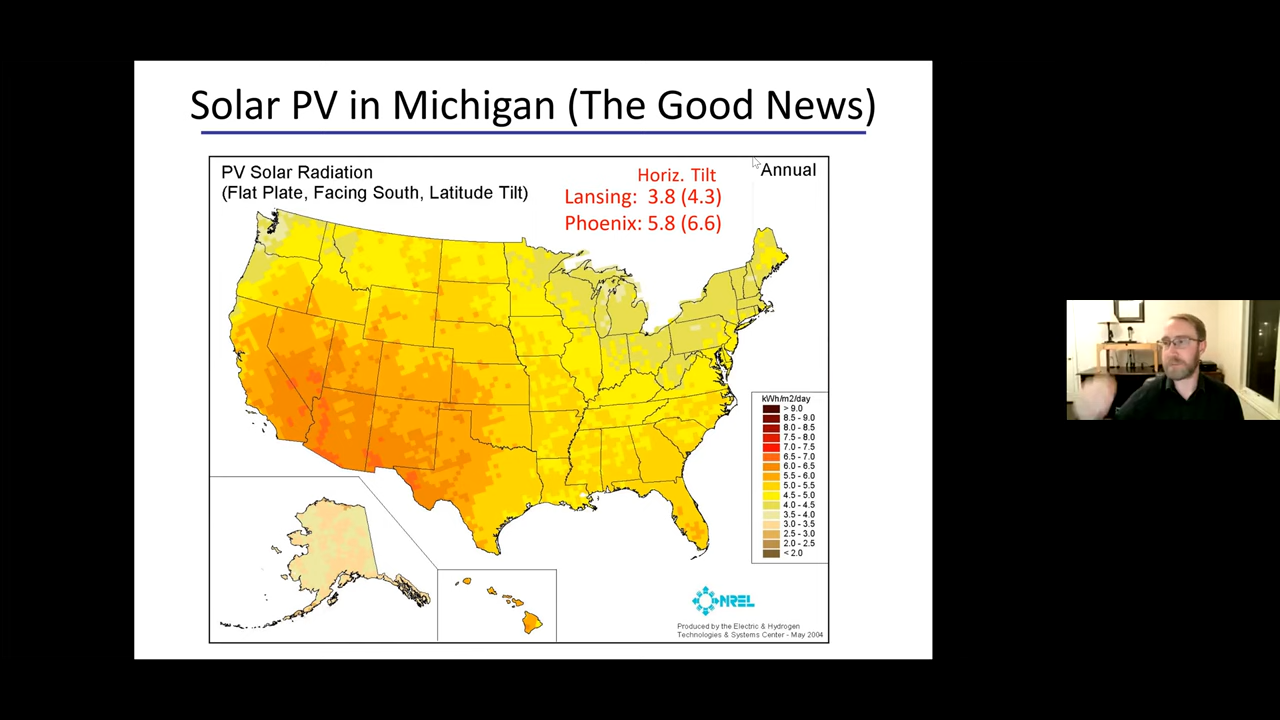 Solar PV in Michigan (The Good News)
PV Solar Radiation
(Flat Plate, Facing South, Latitude Tilt)
Horiz. Tilt
Lansing: 3.8 (4.3)
Phoenix: 5.8 (6.6)
Annual
kWh/m2/day
> 9.0
8.5 - 9.0
8.0 - 8.5
7.5 - 8.0
7.0 - 7.5
6.5 - 7.0
6.0 - 6.5
5.5 - 6.0
5.0 - 5.5
4.5 - 5.0
4.0 - 4.5
3.5 - 4.0
3.0 - 3.5
2.5 - 3.0
2.0 - 2.5
< 2.0
NREL
Produced by the Electric & Hydrogen
Technologies & Systems Center - May 2004